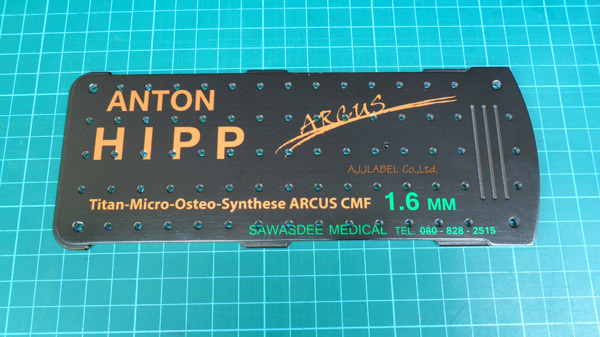 ANTON
HIPP
ARCUS
AJJLABEL Co.,Ltd.
Titan-Micro-Osteo-Synthese ARCUS CMF 1.6 MM
SAWASDEE MEDICAL TEL. 080 - 828 - 2515